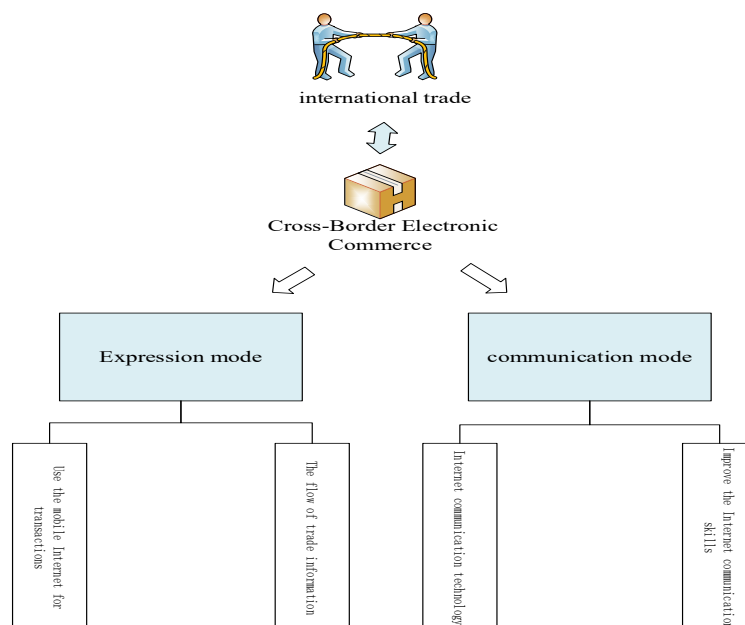 international trade
Cross-Border Electronic
Commerce
Expression mode
communication mode
Use the mobile Internet for
transactions
The flow of trade information
Internet communication technology
Improve the Internet communication
skills